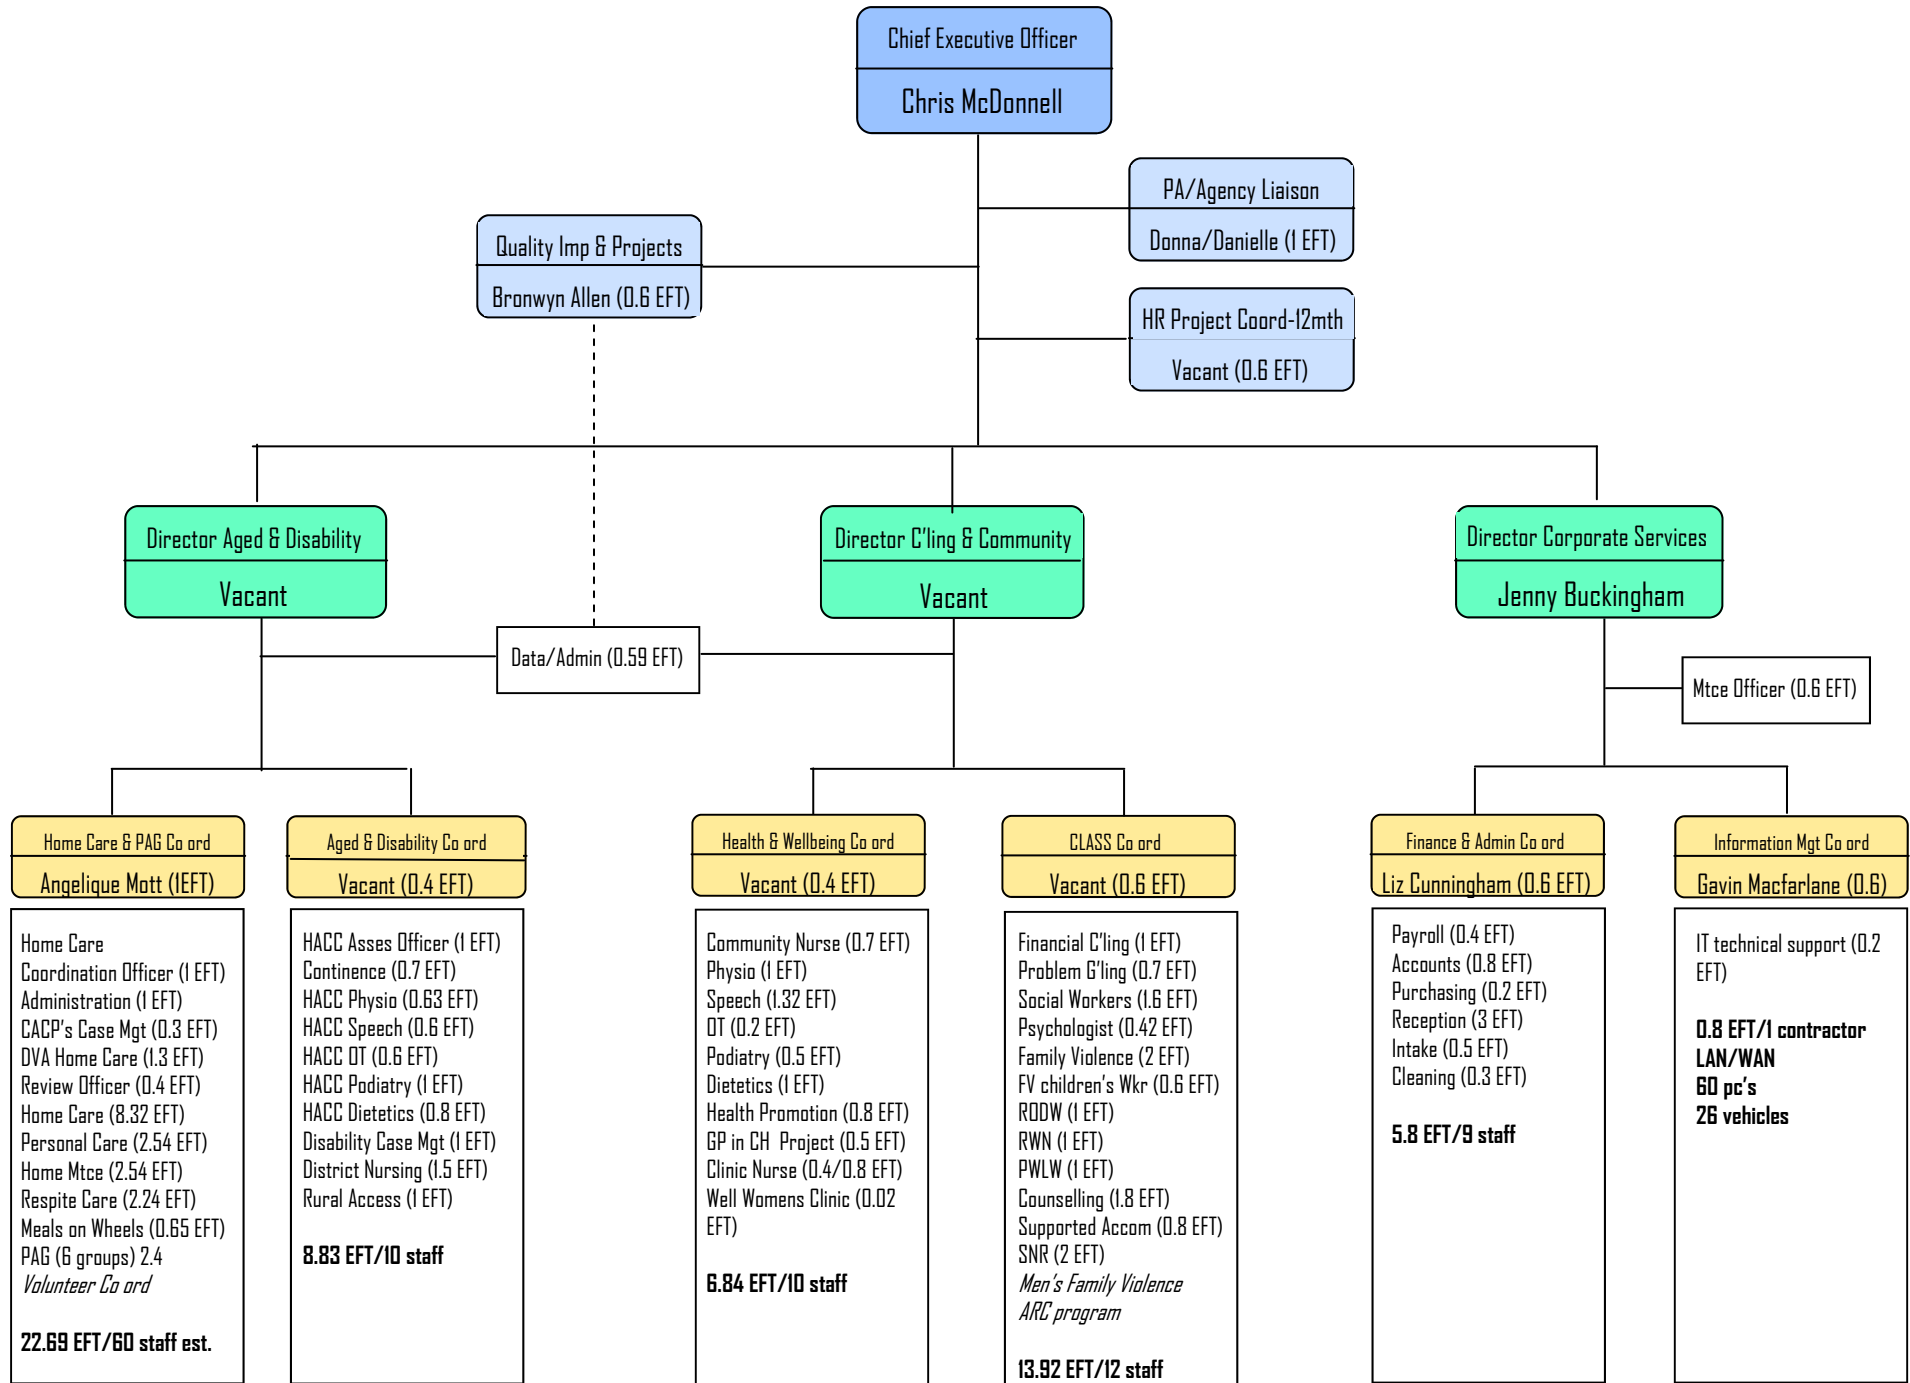 Chief Executive Officer
Chris McDonnell
PA/Agency Liaison
Donna/Danielle (1 EFT)
Quality Imp & Projects
Bronwyn Allen (0.6 EFT)
HR Project Coord-12mth
Vacant (0.6 EFT)
Director Aged & Disability
Vacant
Director C'ling & Community
Vacant
Director Corporate Services
Jenny Buckingham
Data/Admin (0.59 EFT)
Mtce Officer (0.6 EFT)
Home Care & PAG Co ord
Angelique Mott (1EFT)
Home Care
Coordination Officer (1 EFT)
Administration (1 EFT)
CACP's Case Mgt (0.3 EFT)
DVA Home Care (1.3 EFT)
Review Officer (0.4 EFT)
Home Care (8.32 EFT)
Personal Care (2.54 EFT)
Home Mtce (2.54 EFT)
Respite Care (2.24 EFT)
Meals on Wheels (0.65 EFT)
PAG (6 groups) 2.4
Volunteer Co ord
22.69 EFT/60 staff est.
Aged & Disability Co ord
Vacant (0.4 EFT)
HACC Asses Officer (1 EFT)
Continence (0.7 EFT)
HACC Physio (0.63 EFT)
HACC Speech (0.6 EFT)
HACC OT (0.6 EFT)
HACC Podiatry (1 EFT)
HACC Dietetics (0.8 EFT)
Disability Case Mgt (1 EFT)
District Nursing (1.5 EFT)
Rural Access (1 EFT)
8.83 EFT/10 staff
Health & Wellbeing Co ord
Vacant (0.4 EFT)
Community Nurse (0.7 EFT)
Physio (1 EFT)
Speech (1.32 EFT)
OT (0.2 EFT)
Podiatry (0.5 EFT)
Dietetics (1 EFT)
Health Promotion (0.8 EFT)
GP in CH  Project (0.5 EFT)
Clinic Nurse (0.4/0.8 EFT)
Well Womens Clinic (0.02
EFT)
6.84 EFT/10 staff
CLASS Co ord
Vacant (0.6 EFT)
Financial C'ling (1 EFT)
Problem G'ling (0.7 EFT)
Social Workers (1.6 EFT)
Psychologist (0.42 EFT)
Family Violence (2 EFT)
FV children's Wkr (0.6 EFT)
RODW (1 EFT)
RWN (1 EFT)
PWLW (1 EFT)
Counselling (1.8 EFT)
Supported Accom (0.8 EFT)
SNR (2 EFT)
Men's Family Violence
ARC program
13.92 EFT/12 staff
Finance & Admin Co ord
Liz Cunningham (0.6 EFT)
Payroll (0.4 EFT)
Accounts (0.8 EFT)
Purchasing (0.2 EFT)
Reception (3 EFT)
Intake (0.5 EFT)
Cleaning (0.3 EFT)
5.8 EFT/9 staff
Information Mgt Co ord
Gavin Macfarlane (0.6)
IT technical support (0.2
EFT)
0.8 EFT/1 contractor
LAN/WAN
60 pc's
26 vehicles